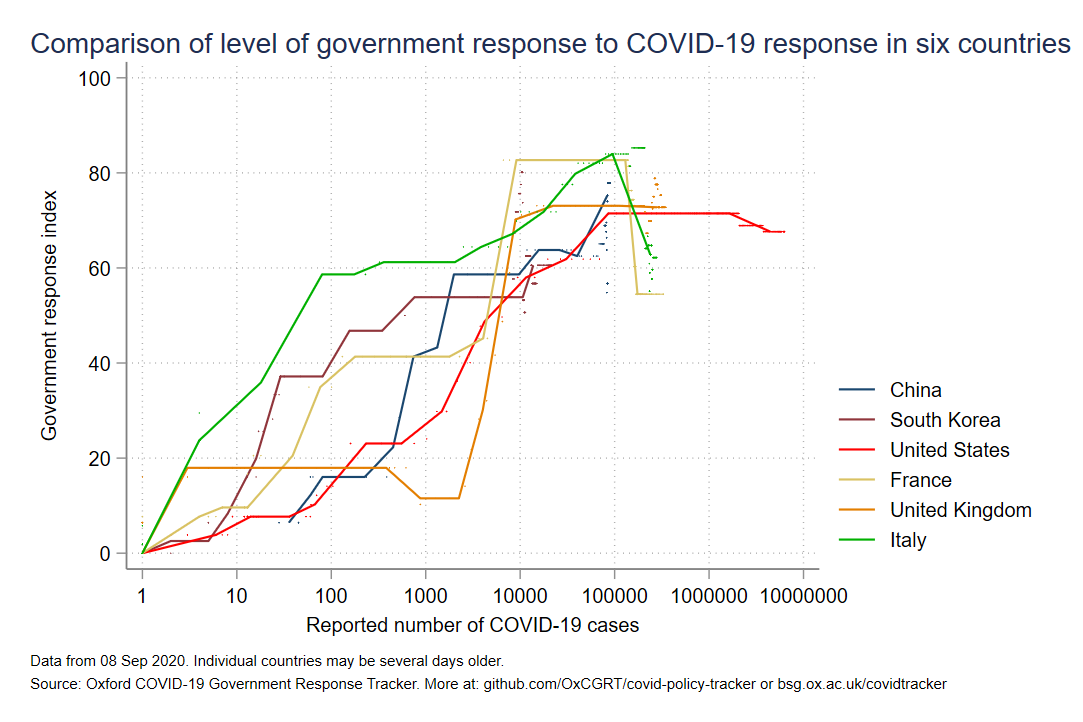 Comparison of level of government response to COVID-19 response in six countries
100
80
60
40
20
0
Government response index
1 10 100 1000 10000 100000 1000000 10000000
Reported number of COVID-19 cases
China
South Korea
United States
France
United Kingdom
Italy
Data from 08 Sep 2020. Individual countries may be several days older.
Source: Oxford COVID-19 Government Response Tracker. More at: github.com/OxCGRT/covid-policy-tracker or bsg.ox.ac.uk/covidtracker